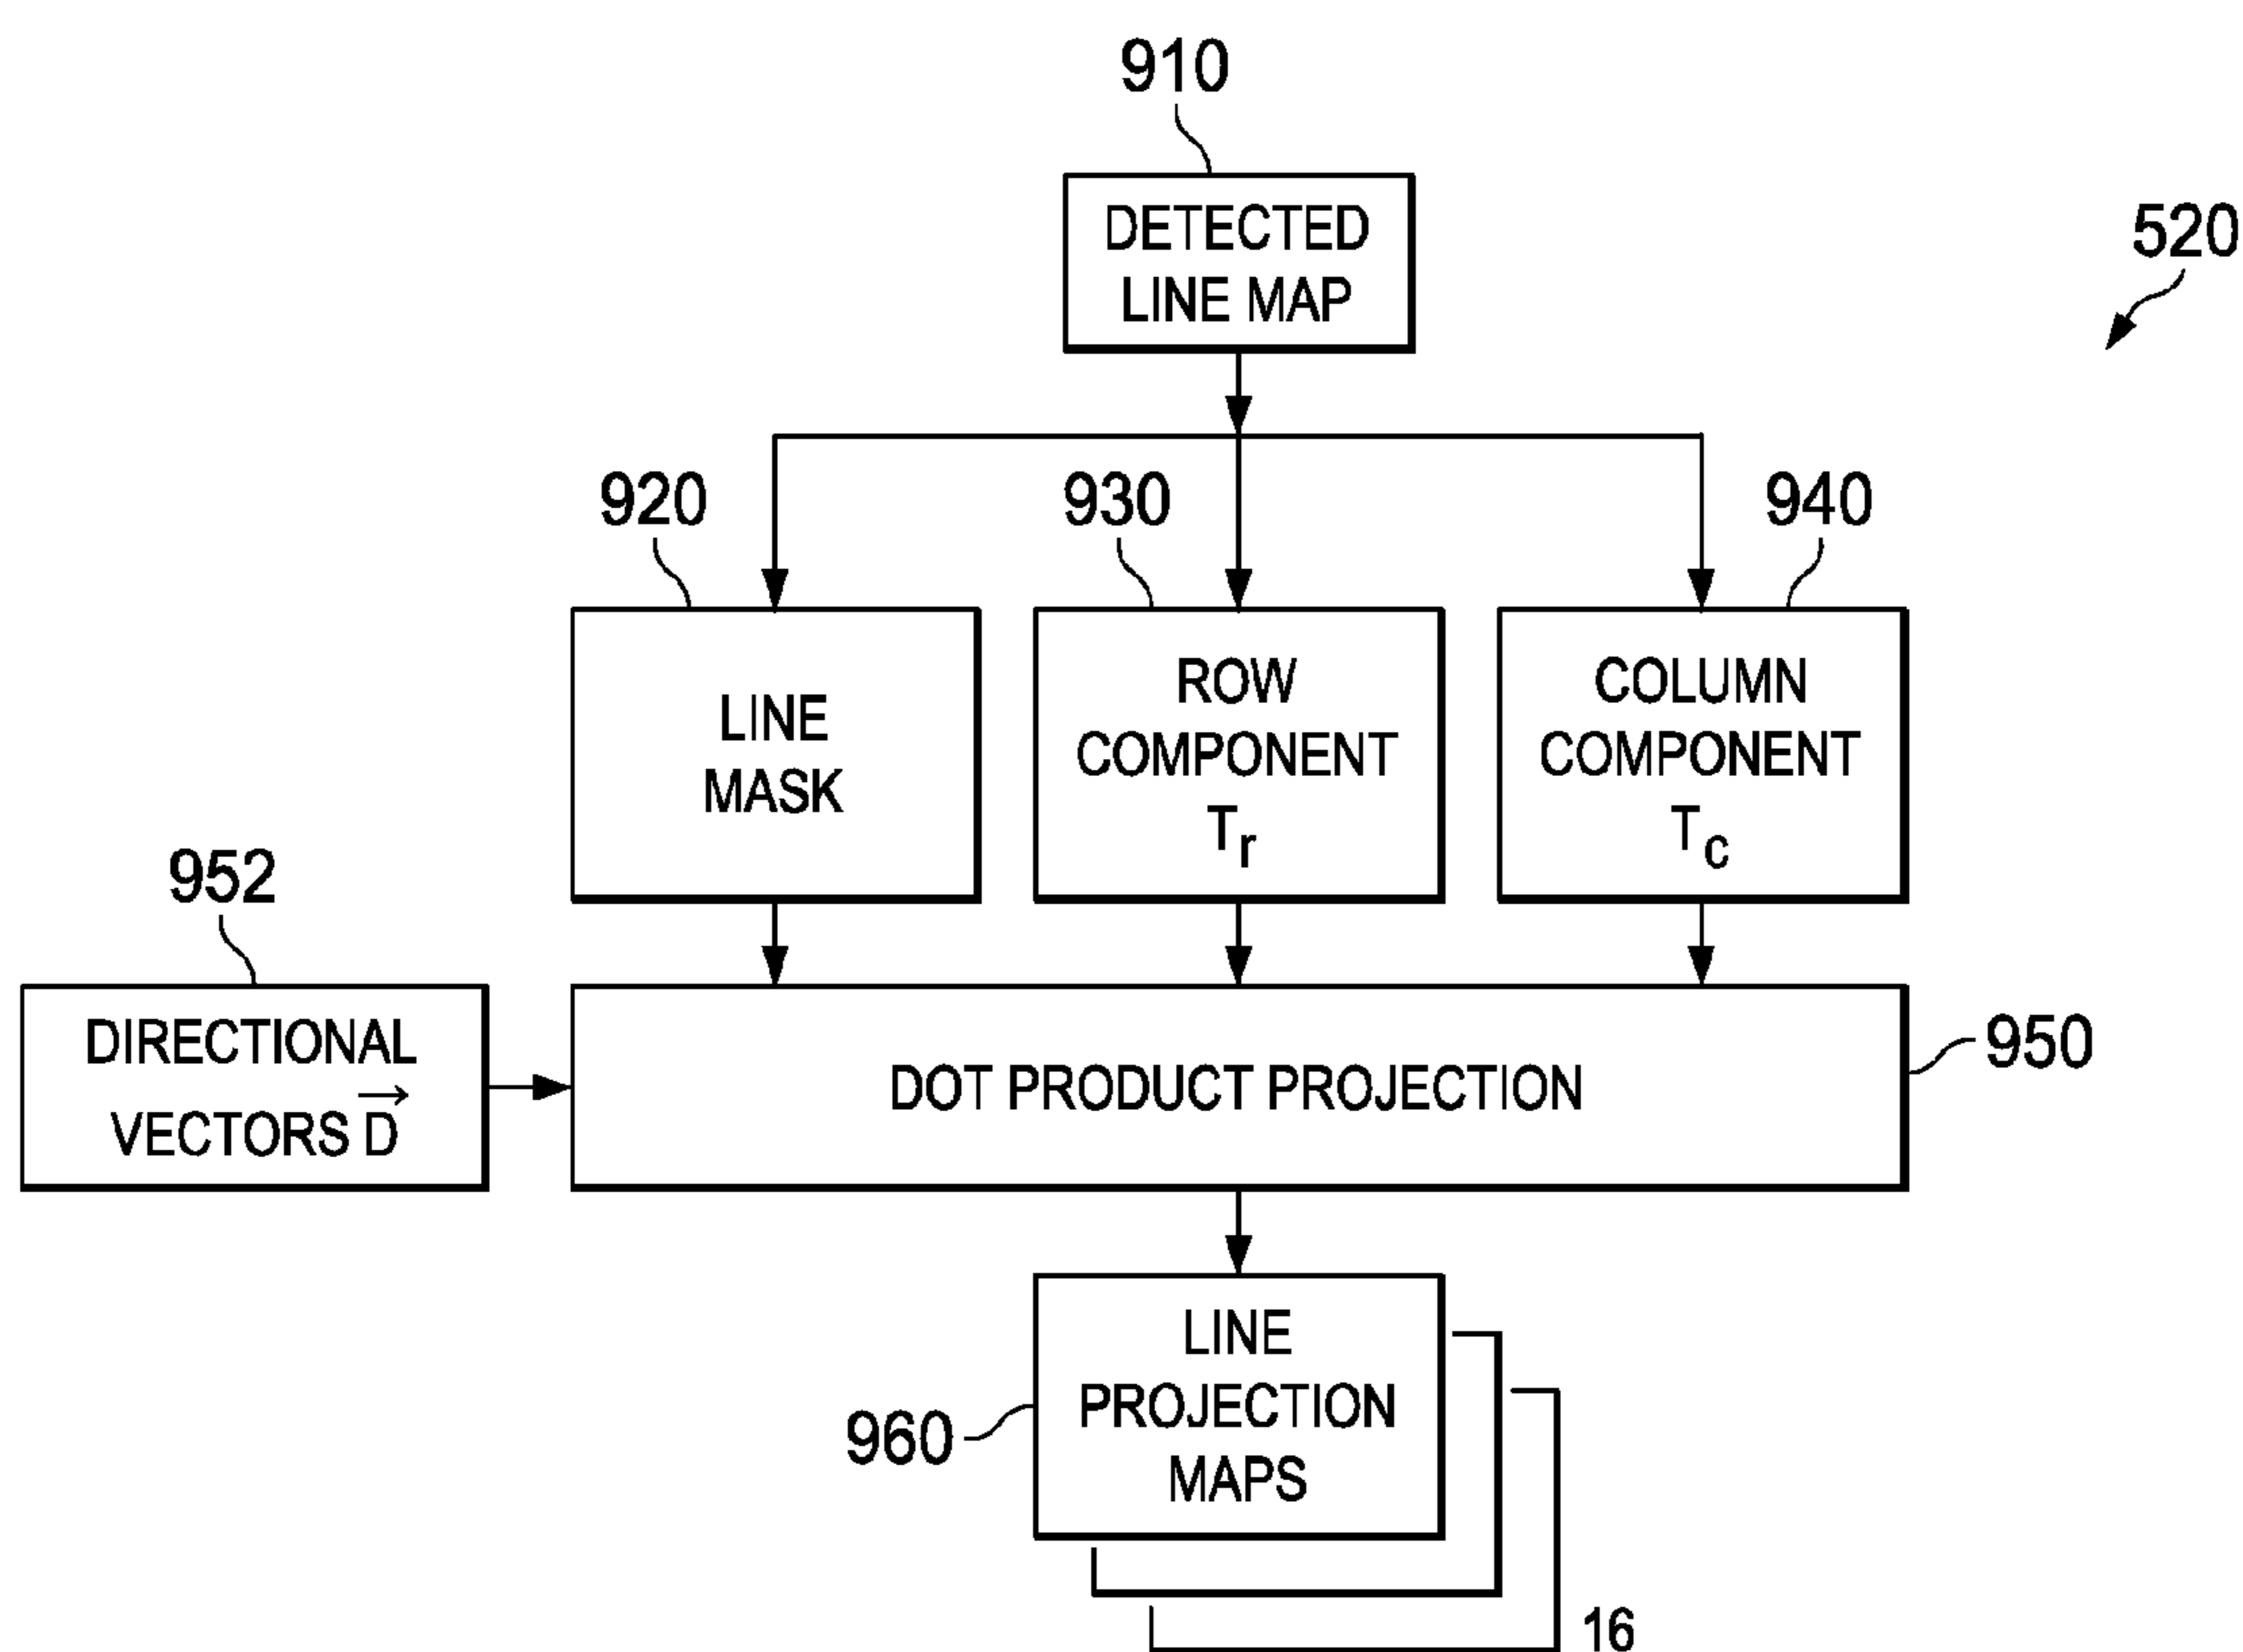 910
DETECTED
LINE MAP
520
920
930
940
LINE
MASK
ROW
COMPONENT
Tr
COLUMN
COMPONENT
Tc
952
DIRECTIONAL
VECTORS D→
DOT PRODUCT PROJECTION
950
LINE
PROJECTION
MAPS
960
16